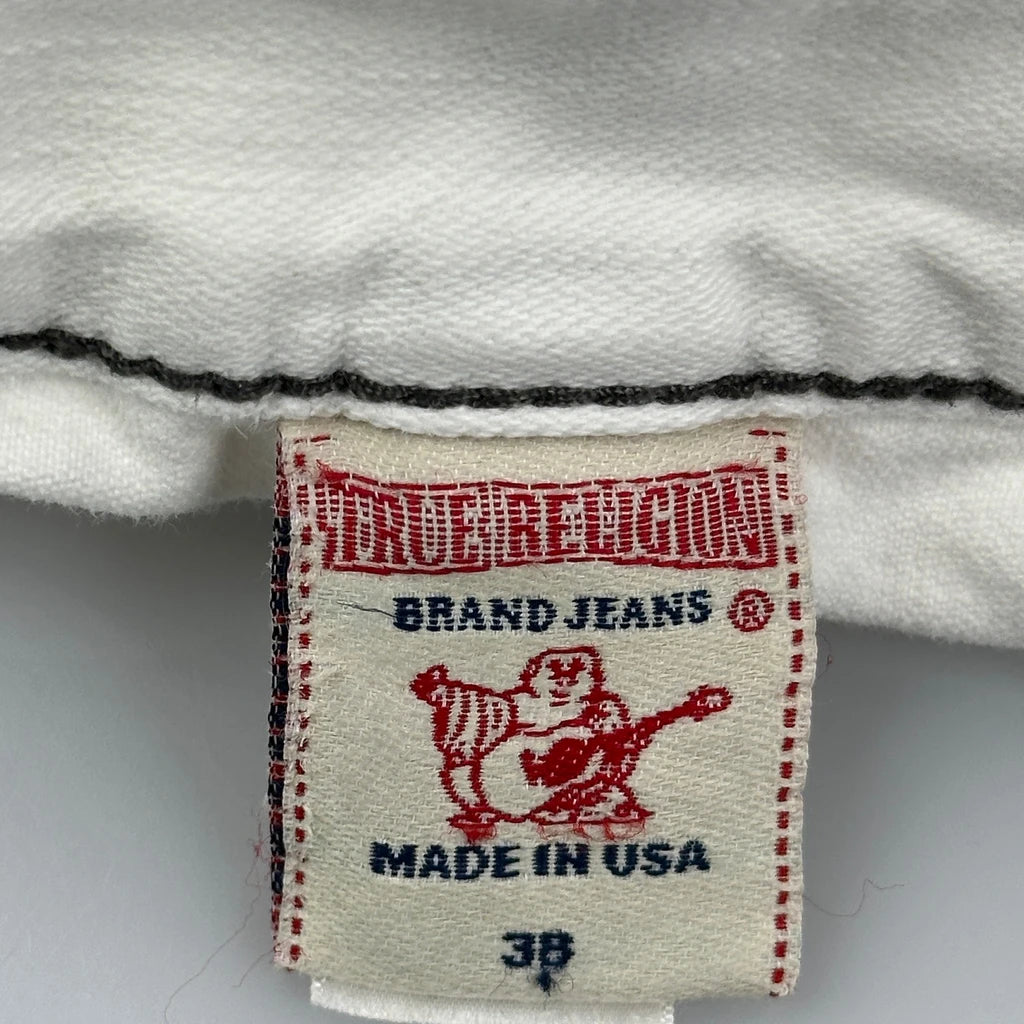 TRUE RELIGION
BRAND JEANS ®
MADE IN USA
38